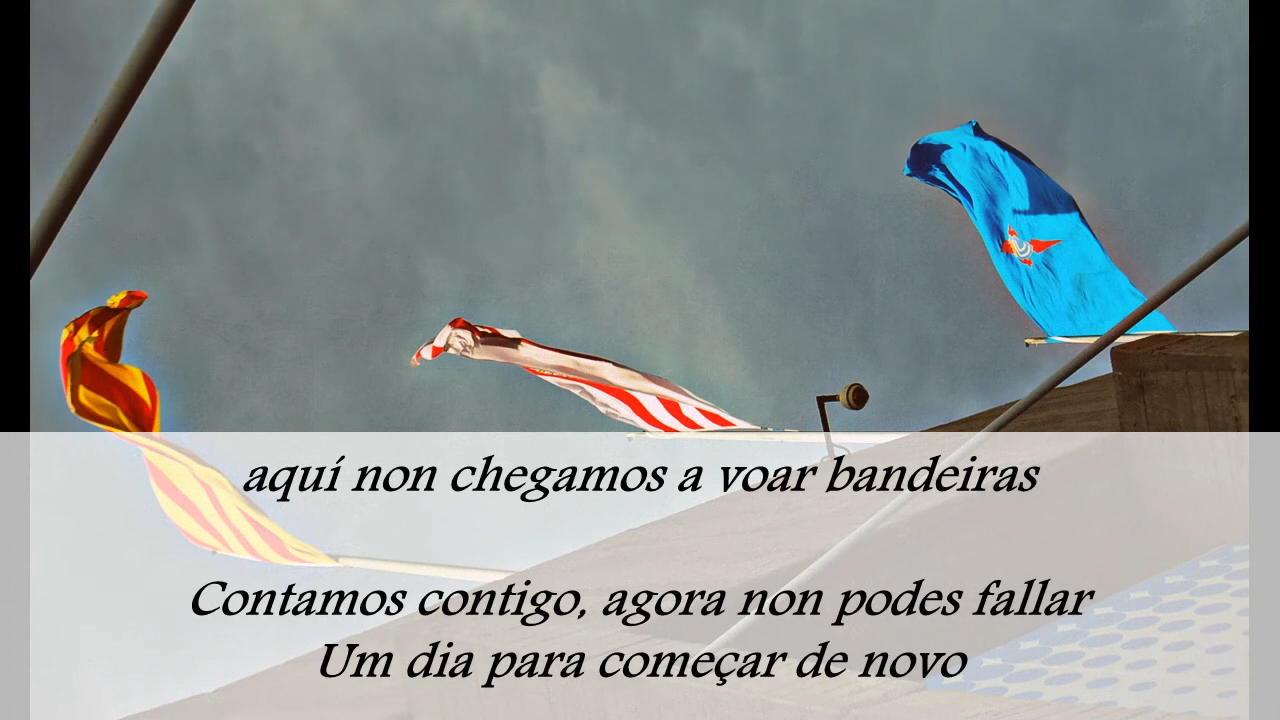 aquí non chegamos a voar bandeiras
Contamos contigo, agora non podes fallar
Um dia para começar de novo